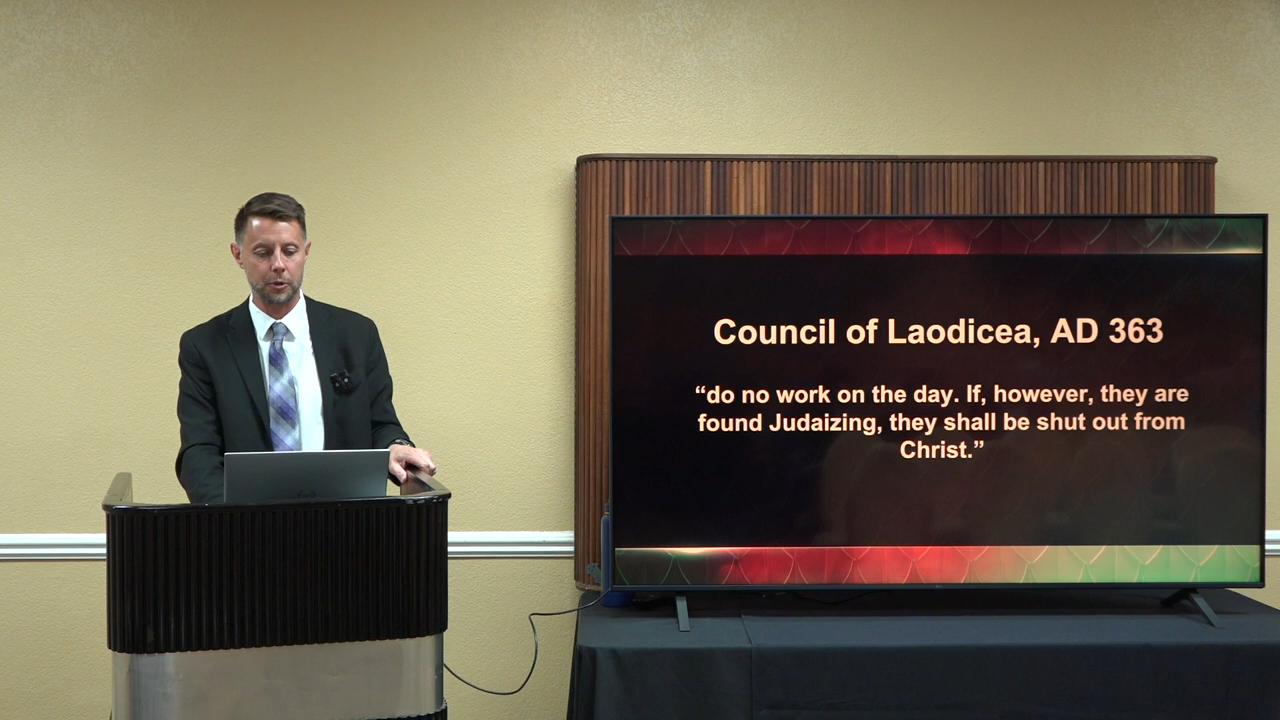 Council of Laodicea, AD 363
“do no work on the day. If, however, they are
found Judaizing, they shall be shut out from
Christ.”